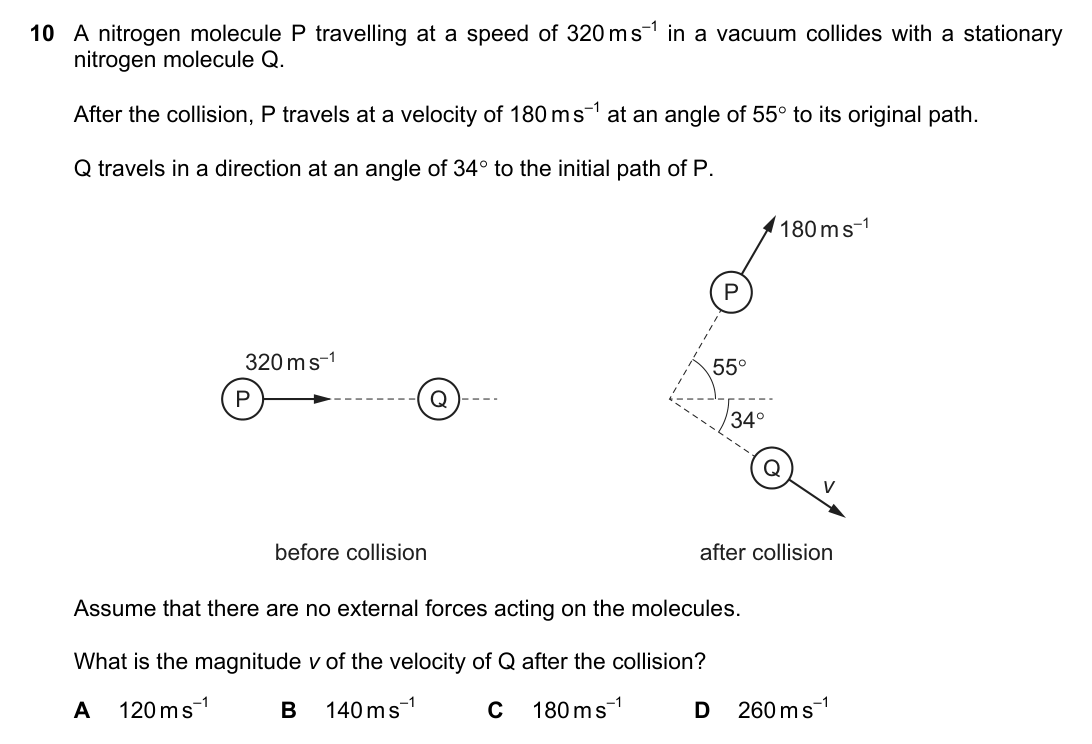 10 A nitrogen molecule P travelling at a speed of 320 m s⁻¹ in a vacuum collides with a stationary
nitrogen molecule Q.
After the collision, P travels at a velocity of 180 m s⁻¹ at an angle of 55° to its original path.
Q travels in a direction at an angle of 34° to the initial path of P.
180 m s⁻¹
P
320 m s⁻¹
55°
P
Q
34°
Q
v
before collision
after collision
Assume that there are no external forces acting on the molecules.
What is the magnitude v of the velocity of Q after the collision?
A 120 m s⁻¹ B 140 m s⁻¹ C 180 m s⁻¹ D 260 m s⁻¹